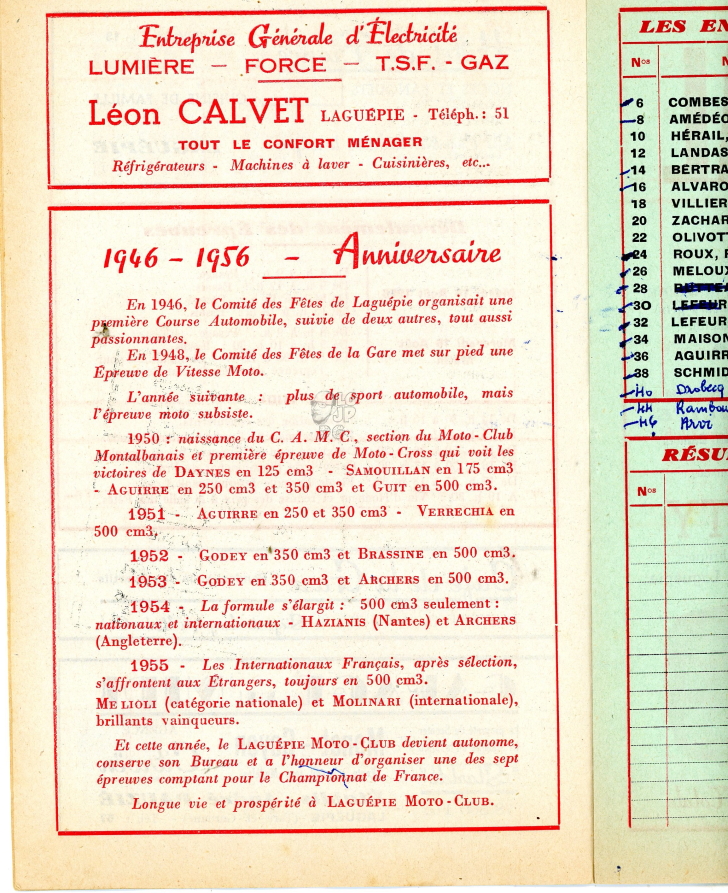 Entreprise Générale d'Électricité
LUMIÈRE — FORCE — T.S.F. - GAZ
Léon CALVET LAGUÉPIE - Téléph.: 51
TOUT LE CONFORT MÉNAGER
Réfrigérateurs - Machines à laver - Cuisinières, etc...
1946 - 1956 - Anniversaire
En 1946, le Comité des Fêtes de Laguépie organisait une
première Course Automobile, suivie de deux autres, tout aussi
passionnantes.
En 1948, le Comité des Fêtes de la Gare met sur pied une
Épreuve de Vitesse Moto.
L'année suivante : plus de sport automobile, mais
l'épreuve moto subsiste.
1950 : naissance du C. A. M. C., section du Moto-Club
Montalbanais et première épreuve de Moto-Cross qui voit les
victoires de DAYNES en 125 cm3 - SAMOUILLAN en 175 cm3
- AGUIRRE en 250 cm3 et 350 cm3 et GUIT en 500 cm3.
1951 - AGUIRRE en 250 et 350 cm3 - VERRECHIA en
500 cm3,
1952 - GODEY en 350 cm3 et BRASSINE en 500 cm3.
1953 - GODEY en 350 cm3 et ARCHERS en 500 cm3.
1954 - La formule s'élargit : 500 cm3 seulement :
nationaux et internationaux - HAZIANIS (Nantes) et ARCHERS
(Angleterre).
1955 - Les Internationaux Français, après sélection,
s'affrontent aux Étrangers, toujours en 500 cm3.
MELIOLI (catégorie nationale) et MOLINARI (internationale),
brillants vainqueurs.
Et cette année, le LAGUÉPIE MOTO-CLUB devient autonome,
conserve son Bureau et a l'honneur d'organiser une des sept
épreuves comptant pour le Championnat de France.
Longue vie et prospérité à LAGUÉPIE MOTO-CLUB.
LES EN
Nos N
6 COMBES
8 AMÉDÉO
10 HÉRAIL,
12 LANDAS
14 BERTRA
16 ALVARO
18 VILLIER
20 ZACHAR
22 OLIVOTT
24 ROUX, F
26 MELOUX
28
30 LEFEUR
32 LEFEUR
34 MAISON
36 AGUIRR
38 SCHMID
40
44 Rambau
46
RÉSU
Nos